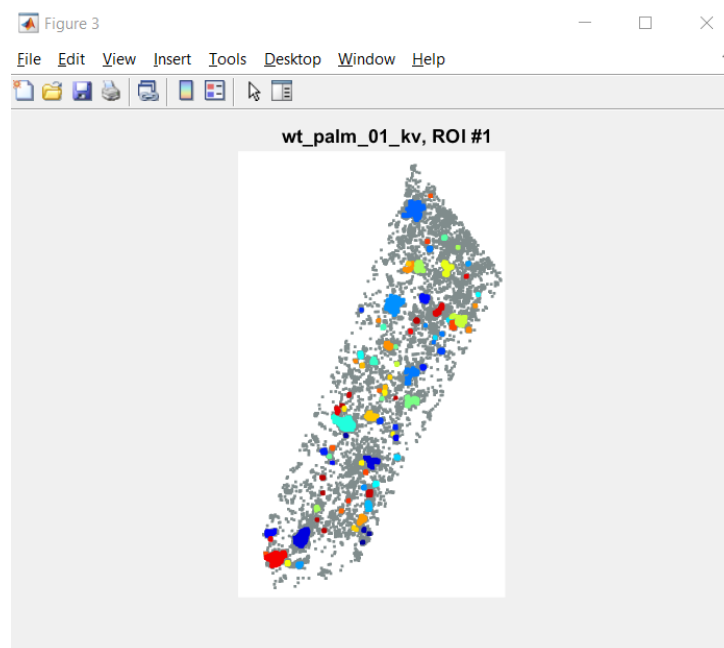 Figure 3
File Edit View Insert Tools Desktop Window Help
wt_palm_01_kv, ROI #1